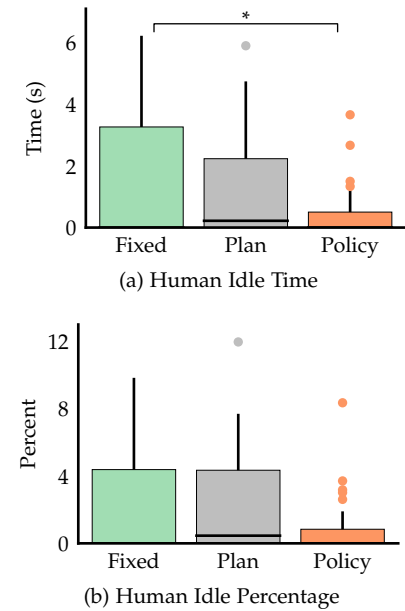 *
6
4
2
0
Time (s)
Fixed Plan Policy
(a) Human Idle Time
12
8
4
0
Percent
Fixed Plan Policy
(b) Human Idle Percentage